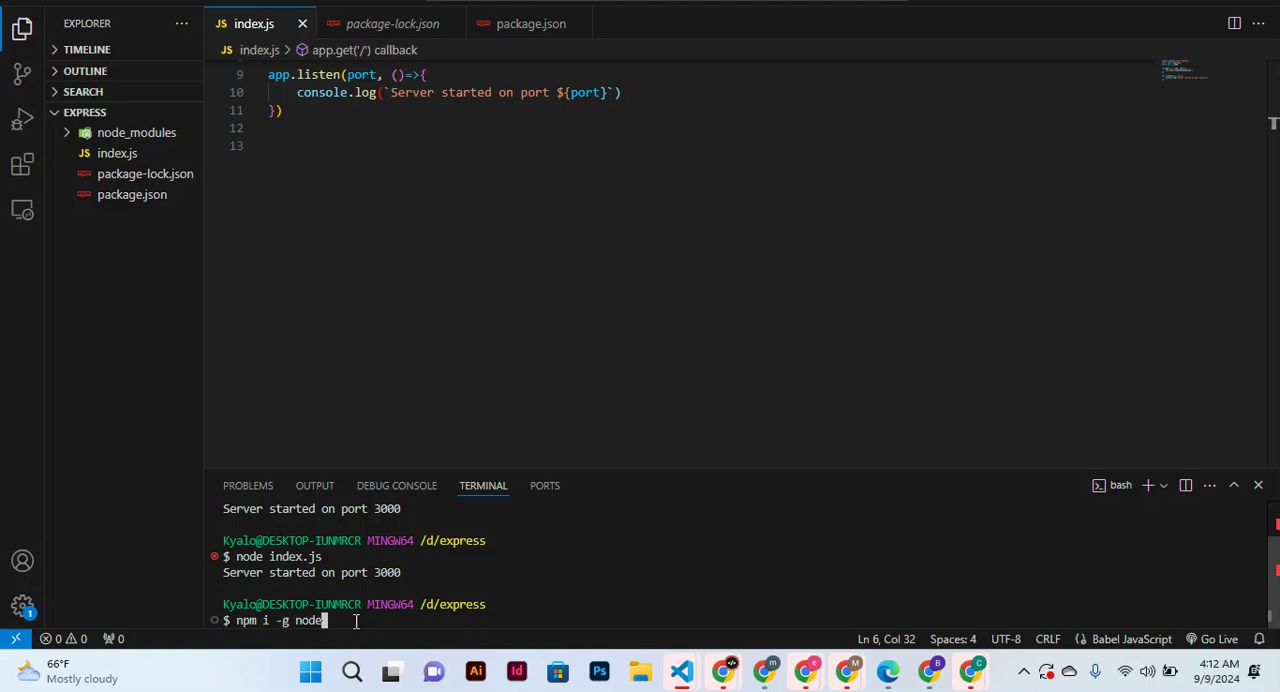 EXPLORER
TIMELINE
OUTLINE
SEARCH
EXPRESS
node_modules
JS index.js
package-lock.json
package.json
JS index.js
package-lock.json
package.json
JS index.js > app.get('/') callback
9 app.listen(port, ()=>{
10 console.log(`Server started on port ${port}`)
11 })
12
13
PROBLEMS OUTPUT DEBUG CONSOLE TERMINAL PORTS
bash
Server started on port 3000
Kyalo@DESKTOP-IUNMRCR MINGW64 /d/express
$ node index.js
Server started on port 3000
Kyalo@DESKTOP-IUNMRCR MINGW64 /d/express
$ npm i -g node
1
0 0 0 Ln 6, Col 32 Spaces: 4 UTF-8 CRLF {} Babel JavaScript Go Live
66°F
Mostly cloudy
Ai Id Ps m e M B C
4:12 AM
9/9/2024